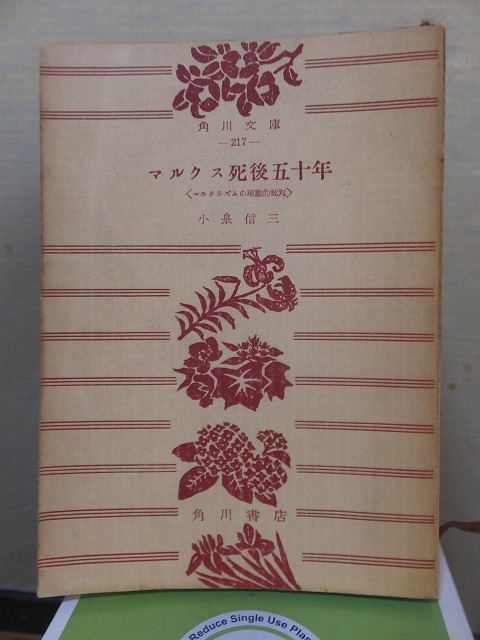 角川文庫
—217—
マルクス死後五十年
〈マルクシズムの理論的批判〉
小泉信三
角川書店
Reduce Single Use Pla